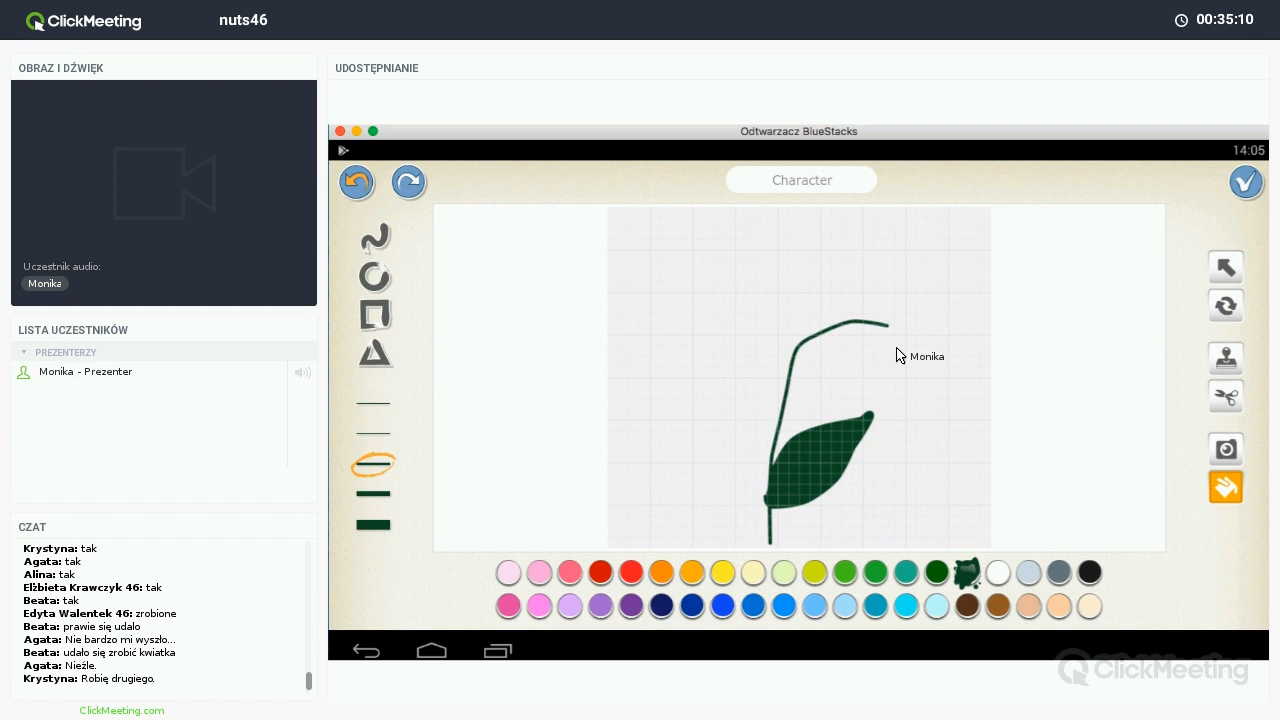 ClickMeeting
nuts46
00:35:10
OBRAZ I DŹWIĘK
Uczestnik audio:
Monika
LISTA UCZESTNIKÓW
PREZENTERZY
Monika - Prezenter
CZAT
Krystyna: tak
Agata: tak
Alina: tak
Elżbieta Krawczyk 46: tak
Beata: tak
Edyta Walentek 46: zrobione
Beata: prawie się udalo
Agata: Nie bardzo mi wyszło...
Beata: udało się zrobić kwiatka
Agata: Nieźle.
Krystyna: Robię drugiego.
ClickMeeting.com
UDOSTĘPNIANIE
Odtwarzacz BlueStacks
14:05
Character
Monika
ClickMeeting